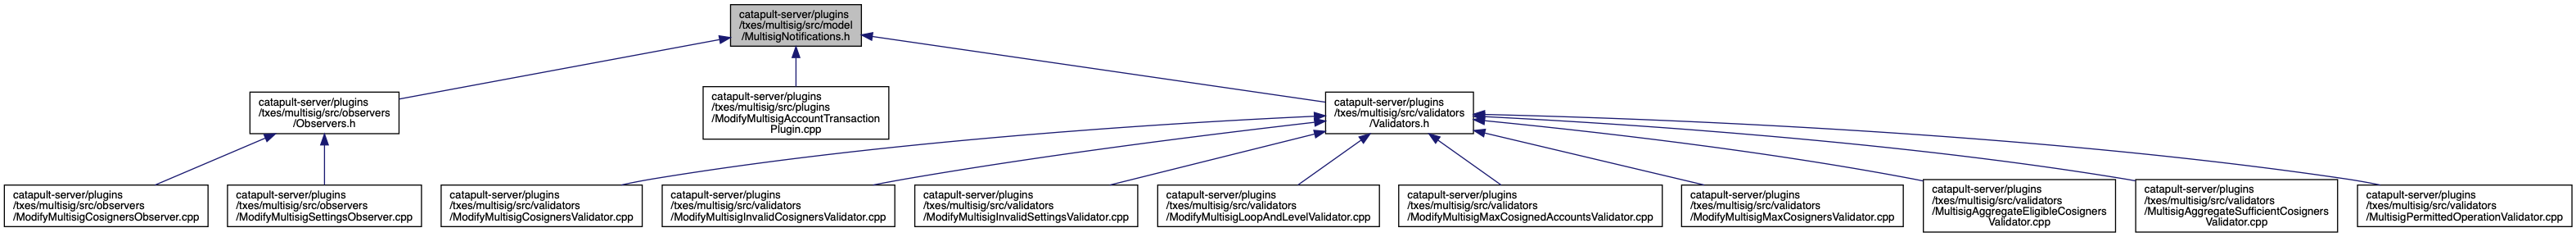 catapult-server/plugins
/txes/multisig/src/model
/MultisigNotifications.h
catapult-server/plugins
/txes/multisig/src/observers
/Observers.h
catapult-server/plugins
/txes/multisig/src/plugins
/ModifyMultisigAccountTransaction
Plugin.cpp
catapult-server/plugins
/txes/multisig/src/validators
/Validators.h
catapult-server/plugins
/txes/multisig/src/observers
/ModifyMultisigCosignersObserver.cpp
catapult-server/plugins
/txes/multisig/src/observers
/ModifyMultisigSettingsObserver.cpp
catapult-server/plugins
/txes/multisig/src/validators
/ModifyMultisigCosignersValidator.cpp
catapult-server/plugins
/txes/multisig/src/validators
/ModifyMultisigInvalidCosignersValidator.cpp
catapult-server/plugins
/txes/multisig/src/validators
/ModifyMultisigInvalidSettingsValidator.cpp
catapult-server/plugins
/txes/multisig/src/validators
/ModifyMultisigLoopAndLevelValidator.cpp
catapult-server/plugins
/txes/multisig/src/validators
/ModifyMultisigMaxCosignedAccountsValidator.cpp
catapult-server/plugins
/txes/multisig/src/validators
/ModifyMultisigMaxCosignersValidator.cpp
catapult-server/plugins
/txes/multisig/src/validators
/MultisigAggregateEligibleCosigners
Validator.cpp
catapult-server/plugins
/txes/multisig/src/validators
/MultisigAggregateSufficientCosigners
Validator.cpp
catapult-server/plugins
/txes/multisig/src/validators
/MultisigPermittedOperationValidator.cpp